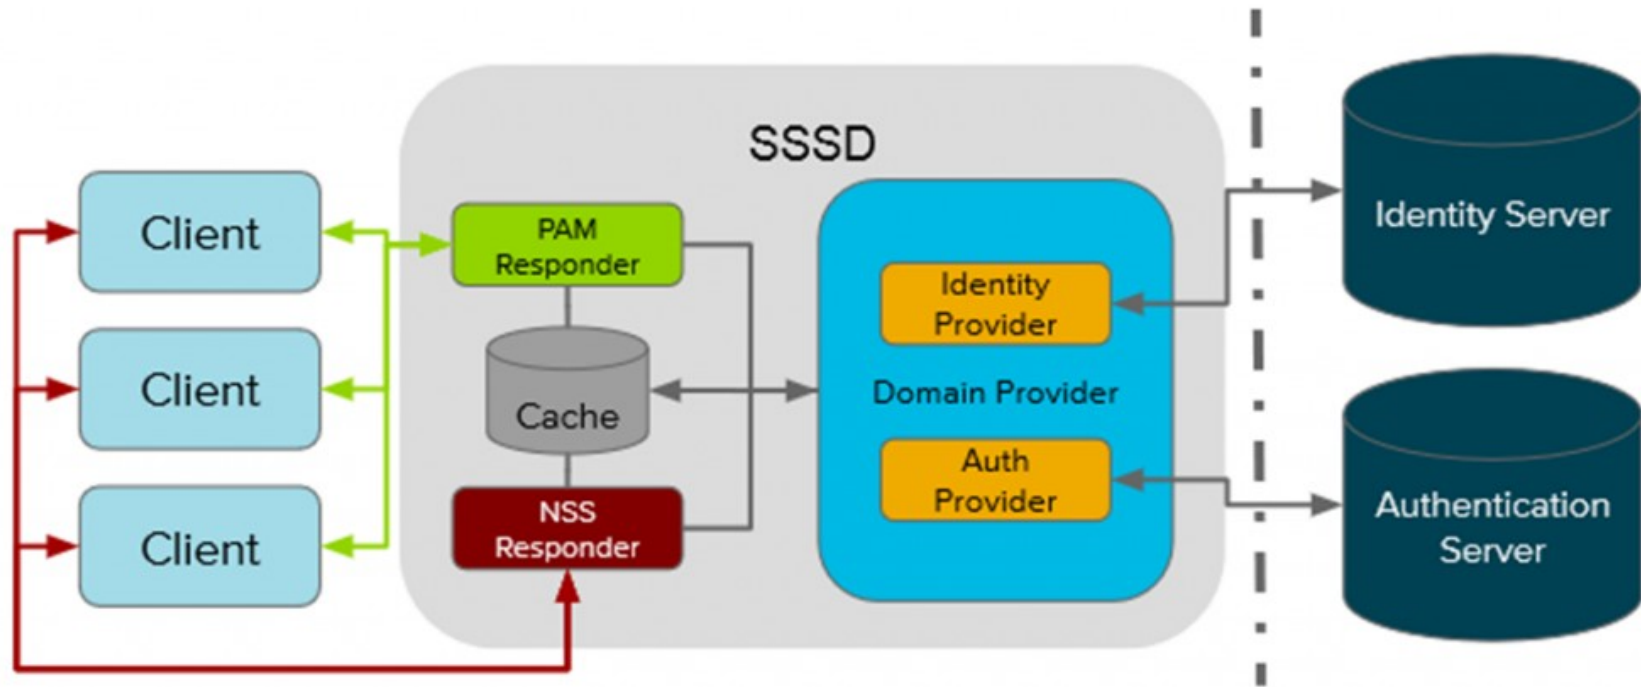 SSSD
Client
Client
Client
PAM
Responder
Cache
NSS
Responder
Identity
Provider
Domain Provider
Auth
Provider
Identity Server
Authentication
Server